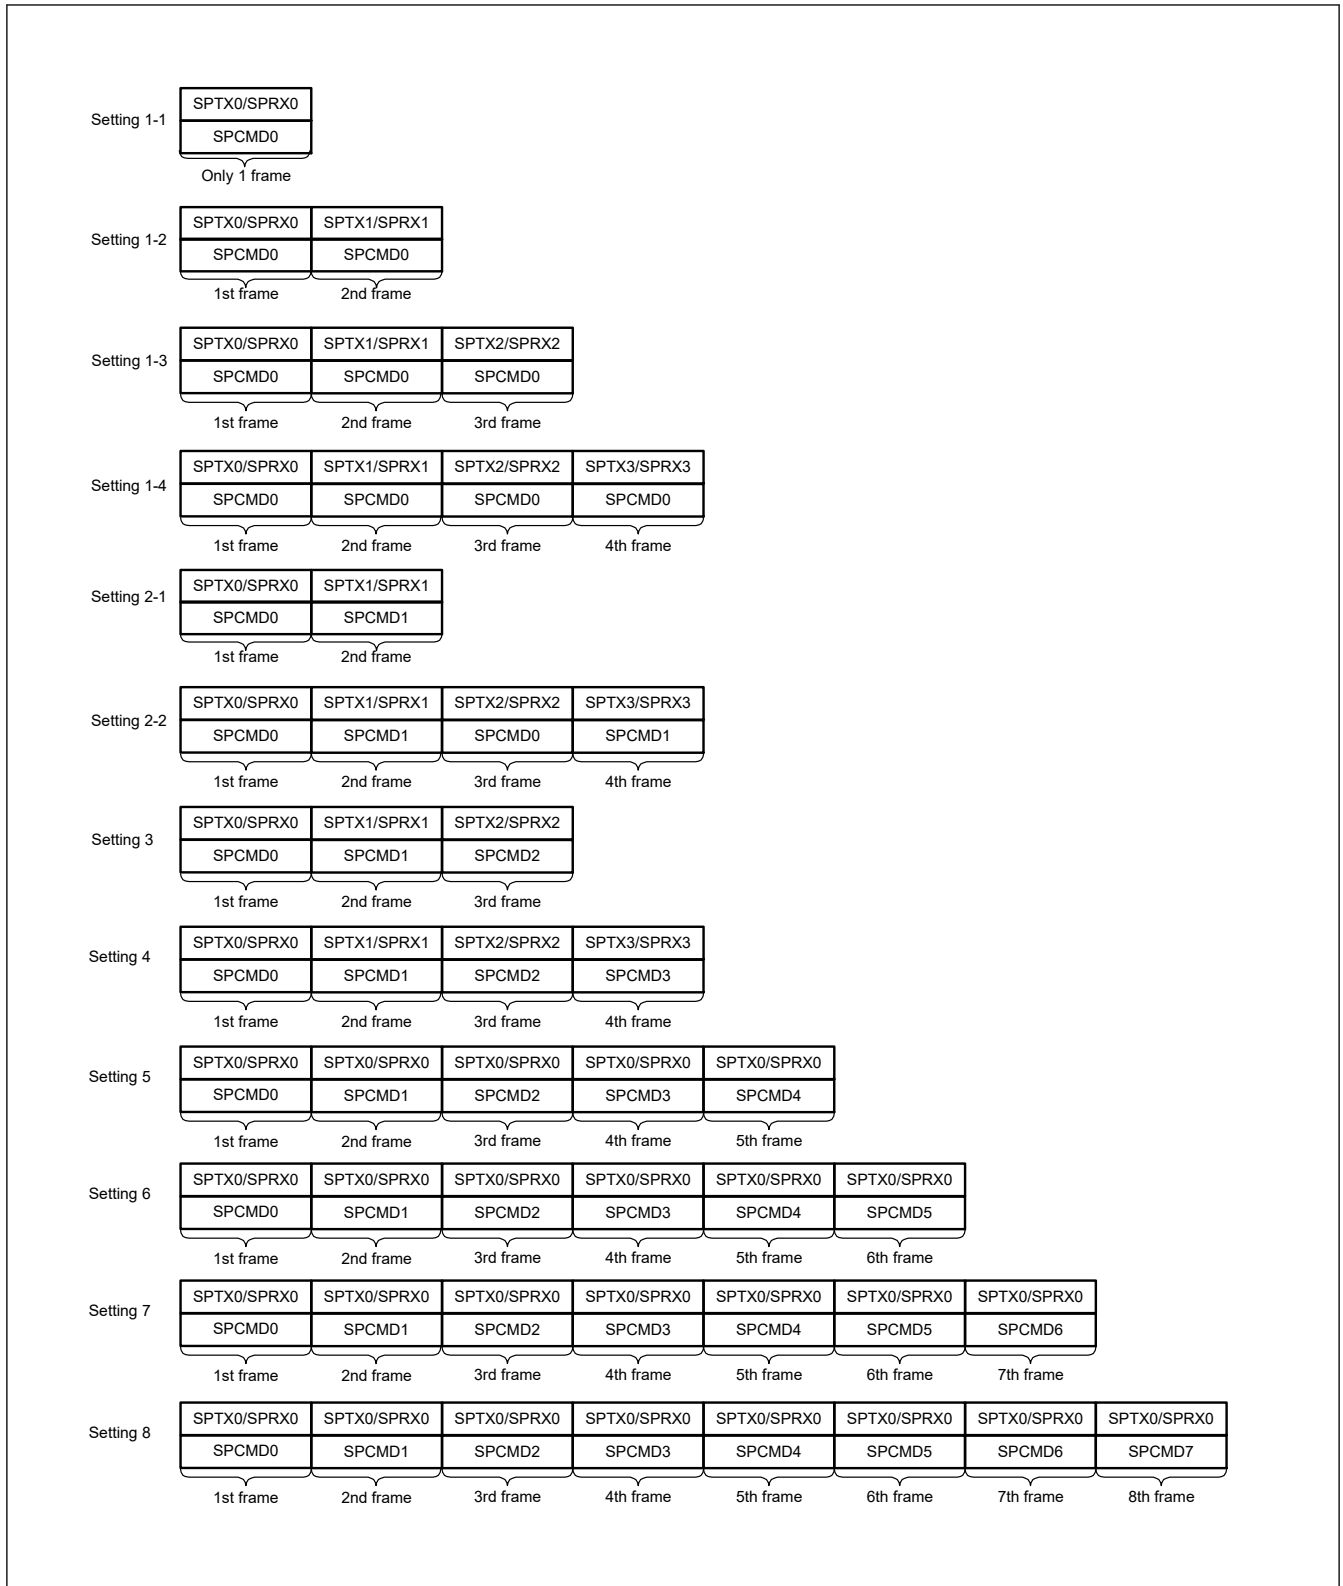 SPTX0/SPRX0
Setting 1-1
SPCMD0
Only 1 frame
SPTX0/SPRX0 SPTX1/SPRX1
Setting 1-2
SPCMD0 SPCMD0
1st frame 2nd frame
SPTX0/SPRX0 SPTX1/SPRX1 SPTX2/SPRX2
Setting 1-3
SPCMD0 SPCMD0 SPCMD0
1st frame 2nd frame 3rd frame
SPTX0/SPRX0 SPTX1/SPRX1 SPTX2/SPRX2 SPTX3/SPRX3
Setting 1-4
SPCMD0 SPCMD0 SPCMD0 SPCMD0
1st frame 2nd frame 3rd frame 4th frame
SPTX0/SPRX0 SPTX1/SPRX1
Setting 2-1
SPCMD0 SPCMD1
1st frame 2nd frame
SPTX0/SPRX0 SPTX1/SPRX1 SPTX2/SPRX2 SPTX3/SPRX3
Setting 2-2
SPCMD0 SPCMD1 SPCMD0 SPCMD1
1st frame 2nd frame 3rd frame 4th frame
SPTX0/SPRX0 SPTX1/SPRX1 SPTX2/SPRX2
Setting 3
SPCMD0 SPCMD1 SPCMD2
1st frame 2nd frame 3rd frame
SPTX0/SPRX0 SPTX1/SPRX1 SPTX2/SPRX2 SPTX3/SPRX3
Setting 4
SPCMD0 SPCMD1 SPCMD2 SPCMD3
1st frame 2nd frame 3rd frame 4th frame
SPTX0/SPRX0 SPTX0/SPRX0 SPTX0/SPRX0 SPTX0/SPRX0 SPTX0/SPRX0
Setting 5
SPCMD0 SPCMD1 SPCMD2 SPCMD3 SPCMD4
1st frame 2nd frame 3rd frame 4th frame 5th frame
SPTX0/SPRX0 SPTX0/SPRX0 SPTX0/SPRX0 SPTX0/SPRX0 SPTX0/SPRX0 SPTX0/SPRX0
Setting 6
SPCMD0 SPCMD1 SPCMD2 SPCMD3 SPCMD4 SPCMD5
1st frame 2nd frame 3rd frame 4th frame 5th frame 6th frame
SPTX0/SPRX0 SPTX0/SPRX0 SPTX0/SPRX0 SPTX0/SPRX0 SPTX0/SPRX0 SPTX0/SPRX0 SPTX0/SPRX0
Setting 7
SPCMD0 SPCMD1 SPCMD2 SPCMD3 SPCMD4 SPCMD5 SPCMD6
1st frame 2nd frame 3rd frame 4th frame 5th frame 6th frame 7th frame
SPTX0/SPRX0 SPTX0/SPRX0 SPTX0/SPRX0 SPTX0/SPRX0 SPTX0/SPRX0 SPTX0/SPRX0 SPTX0/SPRX0 SPTX0/SPRX0
Setting 8
SPCMD0 SPCMD1 SPCMD2 SPCMD3 SPCMD4 SPCMD5 SPCMD6 SPCMD7
1st frame 2nd frame 3rd frame 4th frame 5th frame 6th frame 7th frame 8th frame